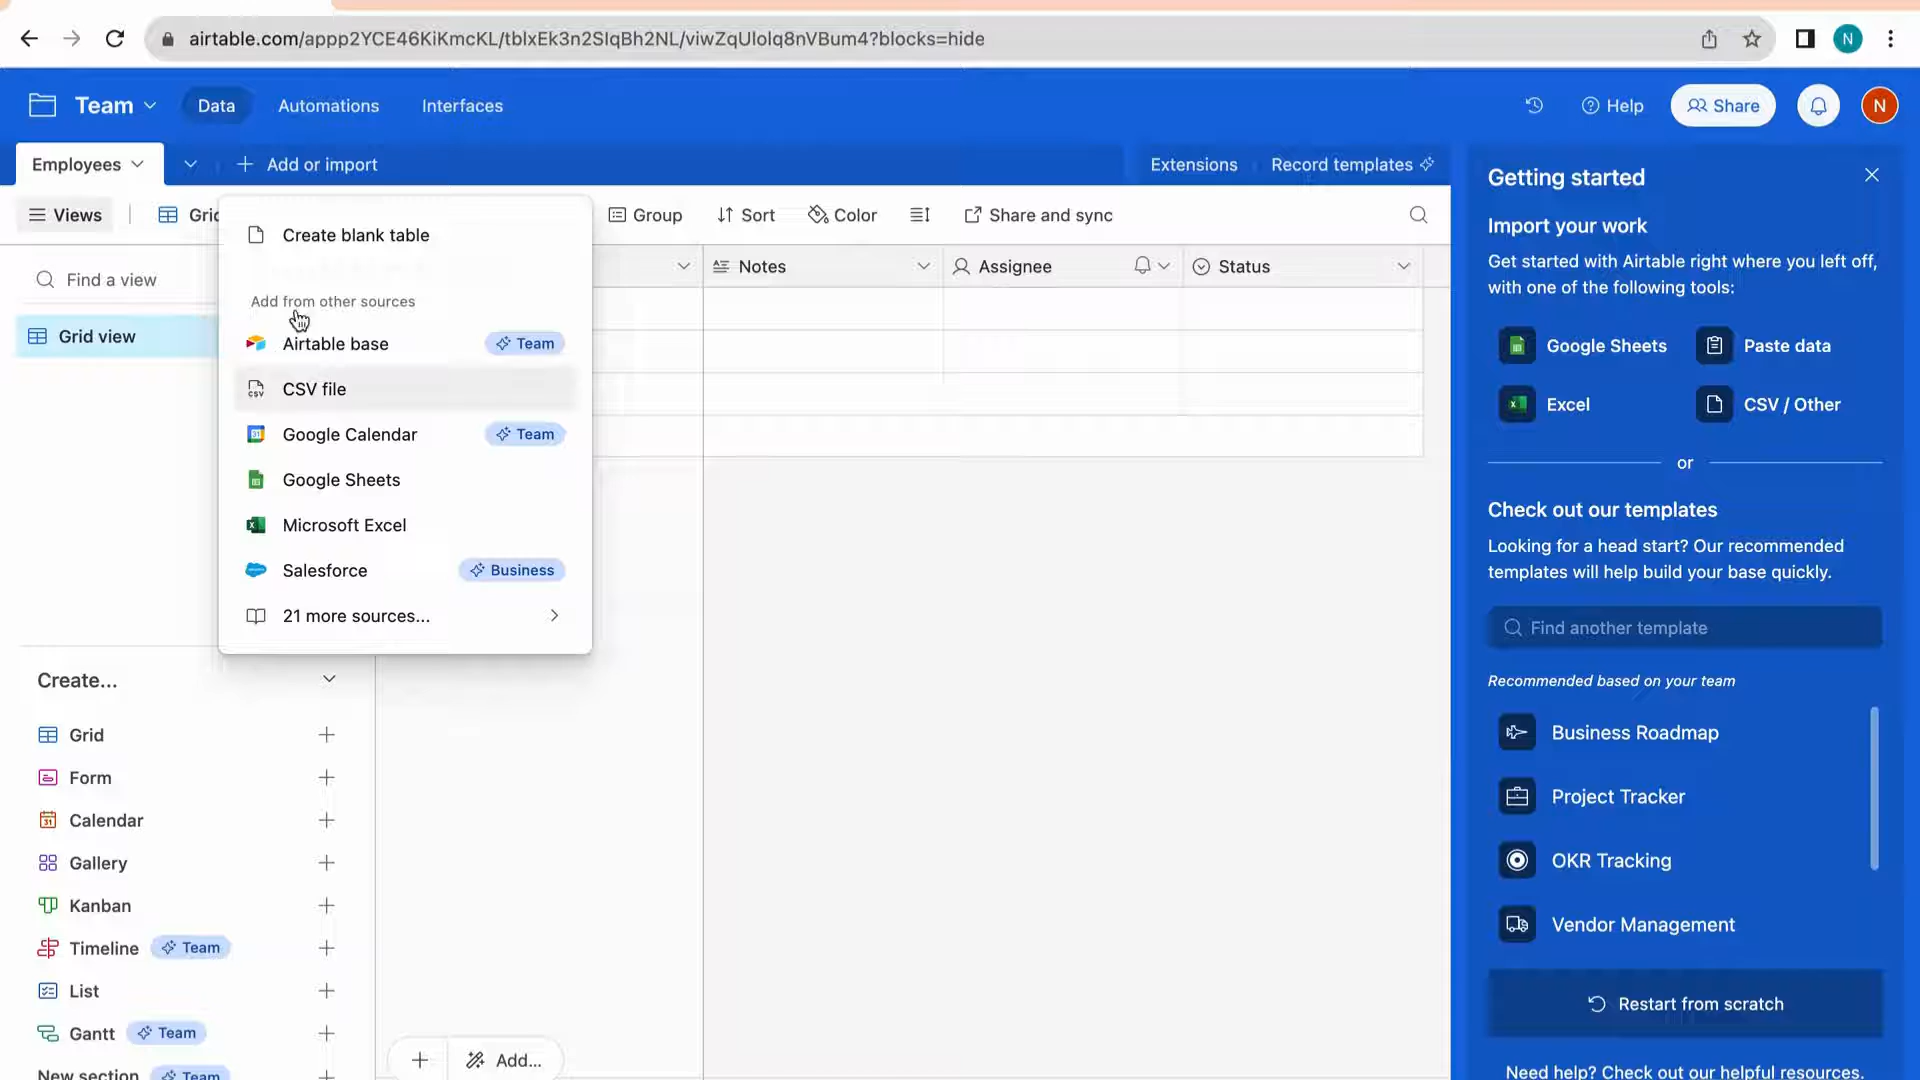 airtable.com/appp2YCE46KiKmcKL/tblxEk3n2SIqBh2NL/viwZqUlolq8nVBum4?blocks=hide
N
Team
Data
Automations
Interfaces
Help
Share
N
Employees
Add or import
Extensions
Record templates
Views
Grid
Group
Sort
Color
Share and sync
Find a view
Grid view
Create blank table
Add from other sources
Airtable base
Team
CSV file
Google Calendar
Team
Google Sheets
Microsoft Excel
Salesforce
Business
21 more sources...
Notes
Assignee
Status
Create...
Grid
Form
Calendar
Gallery
Kanban
Timeline
Team
List
Gantt
Team
New section
Team
Add...
Getting started
Import your work
Get started with Airtable right where you left off,
with one of the following tools:
Google Sheets
Paste data
Excel
CSV / Other
or
Check out our templates
Looking for a head start? Our recommended
templates will help build your base quickly.
Find another template
Recommended based on your team
Business Roadmap
Project Tracker
OKR Tracking
Vendor Management
Restart from scratch
Need help? Check out our helpful resources.